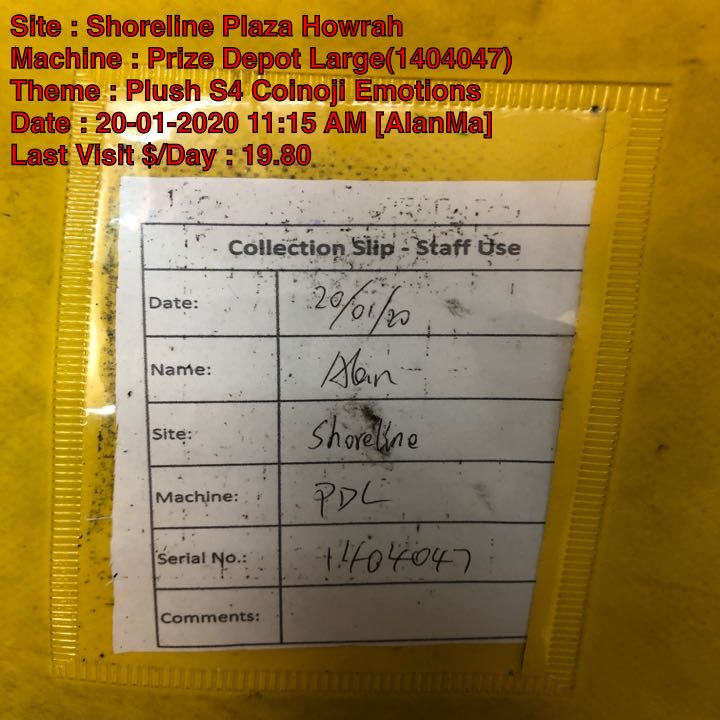 Site : Shoreline Plaza Howrah
Machine : Prize Depot Large(1404047)
Theme : Plush S4 Coinoji Emotions
Date : 20-01-2020 11:15 AM [AlanMa]
Last Visit $/Day : 19.80
Collection Slip - Staff Use
Date: 20/01/20
Name: Alan
Site: Shoreline
Machine: PDL
Serial No.: 1404047
Comments: